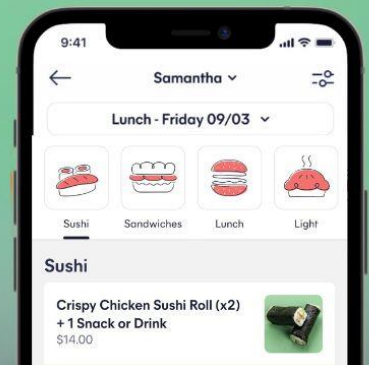 9:41
Samantha
Lunch - Friday 09/03
Sushi
Sandwiches
Lunch
Light
Sushi
Crispy Chicken Sushi Roll (x2)
+ 1 Snack or Drink
$14.00